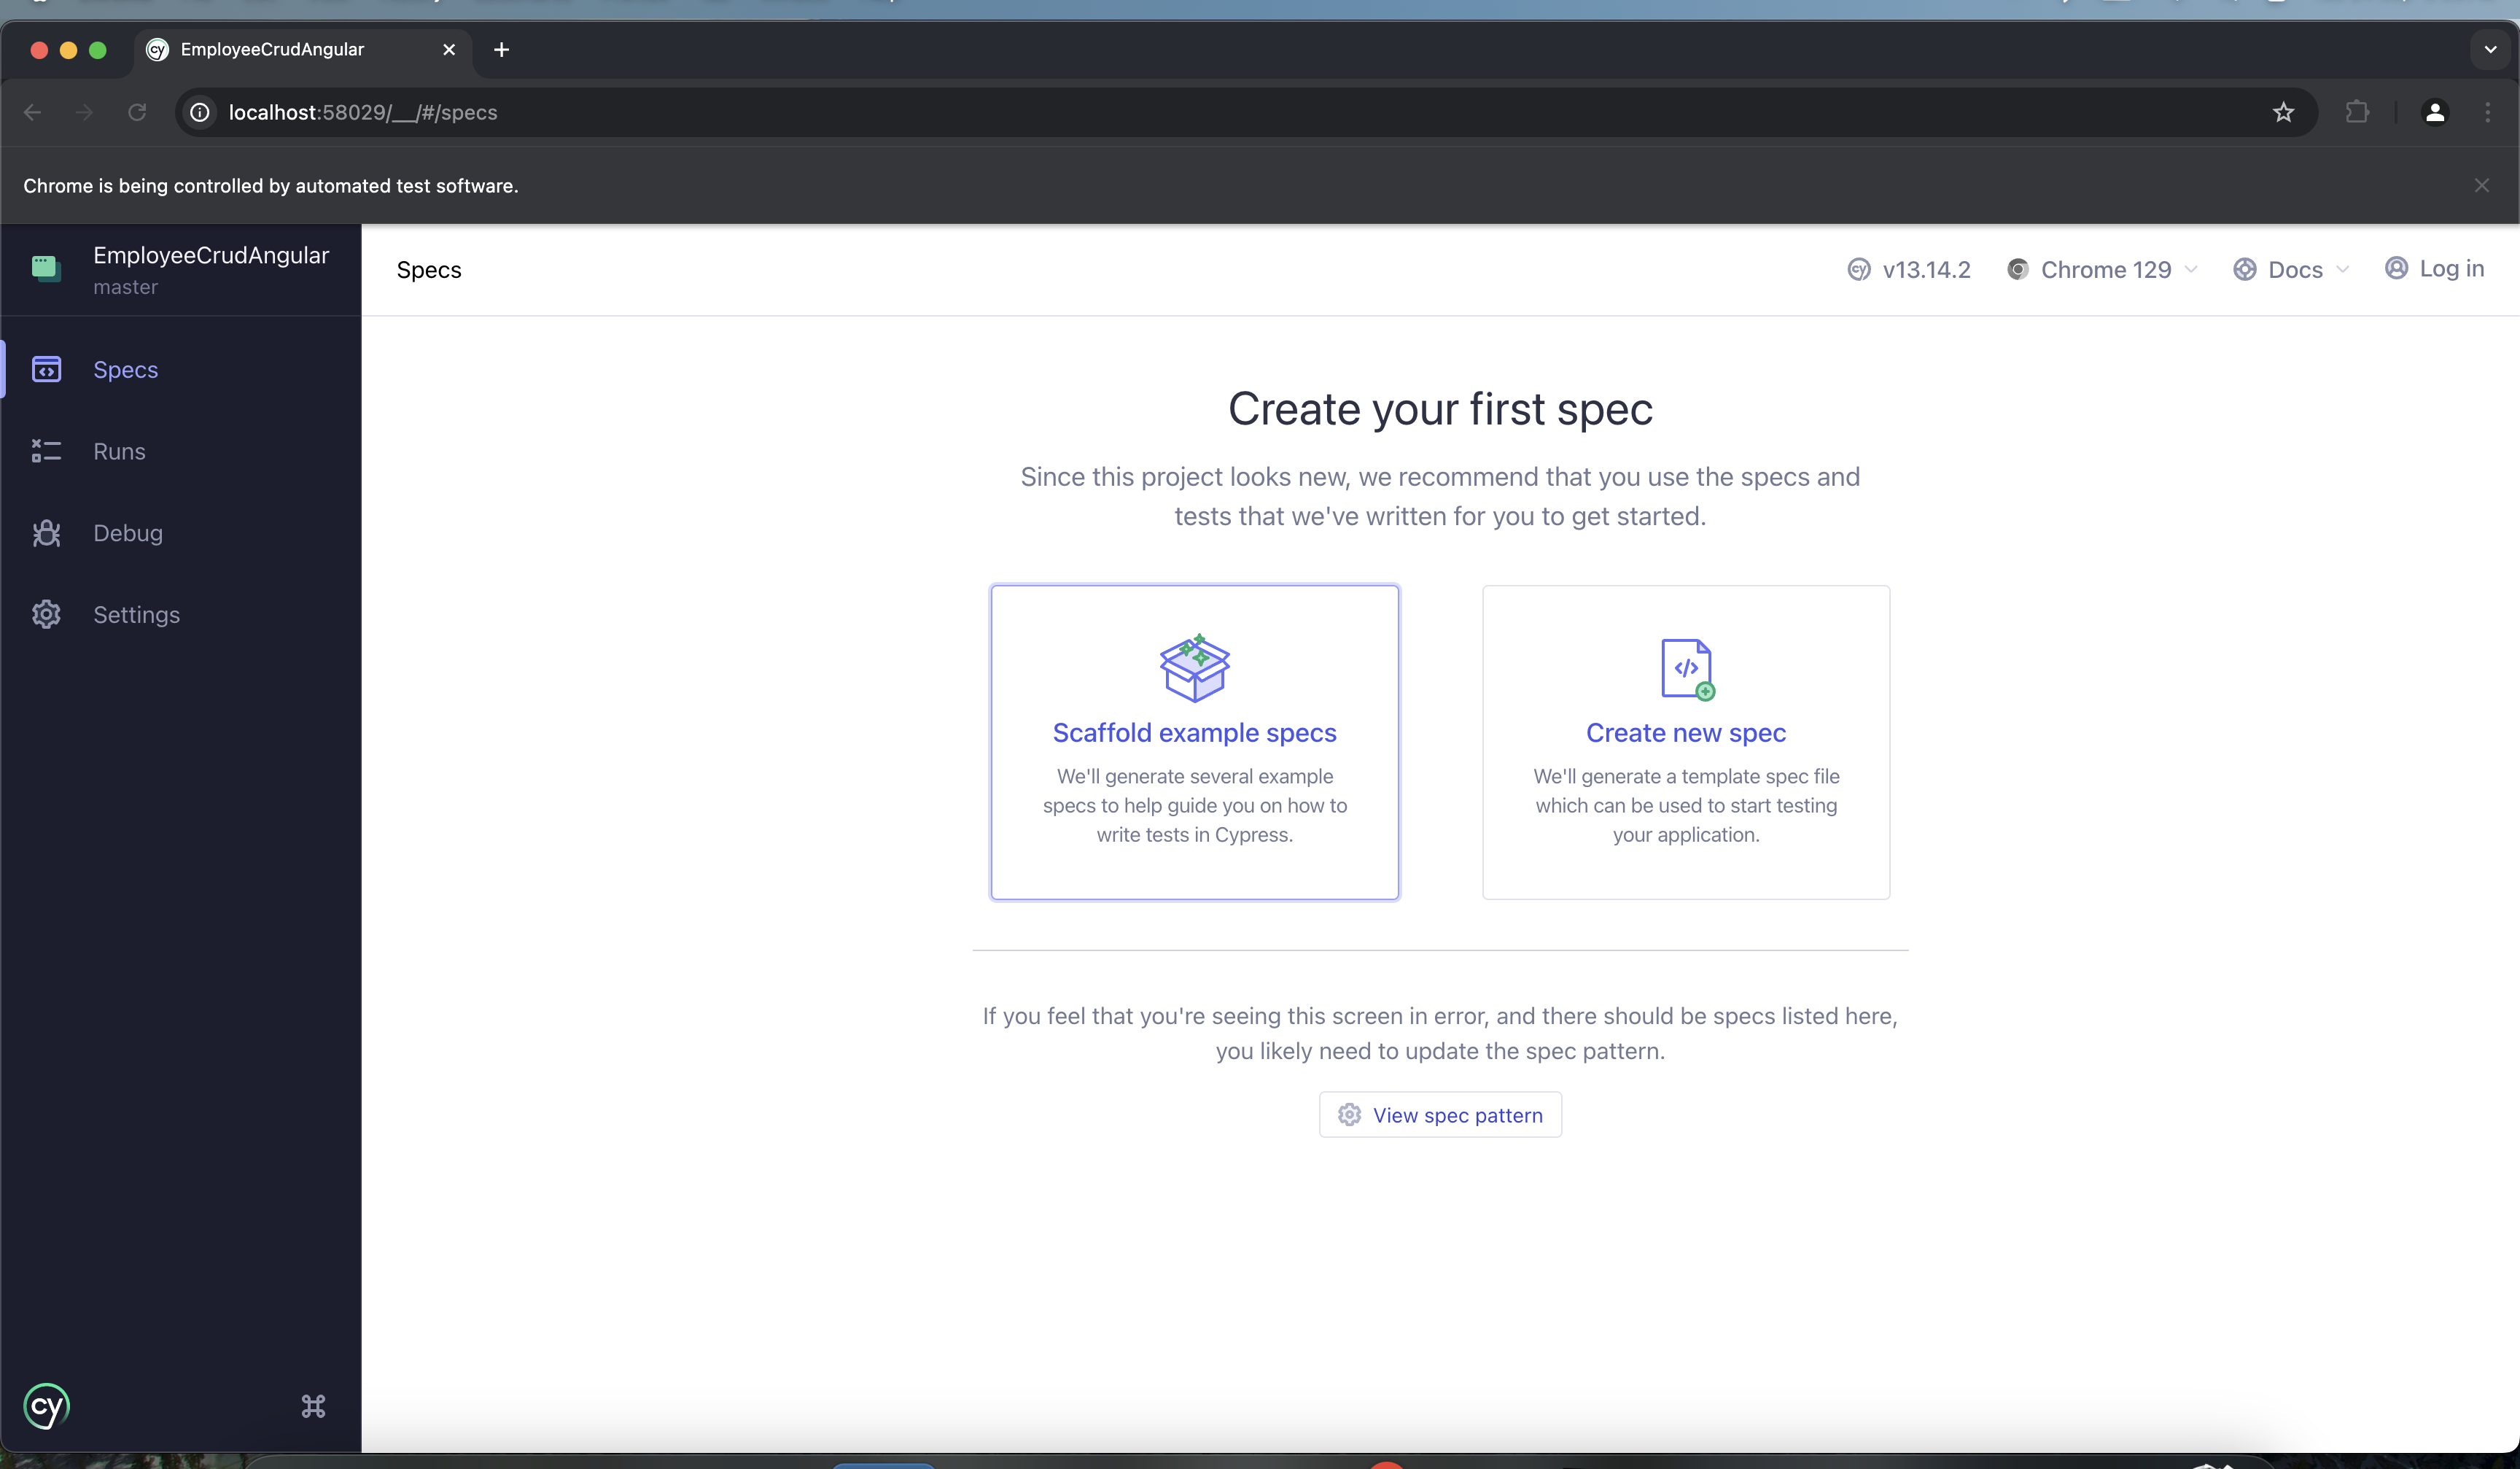 EmployeeCrudAngular
localhost:58029/__/#/specs
Chrome is being controlled by automated test software.
EmployeeCrudAngular
master
Specs
Runs
Debug
Settings
cy
Specs
cy v13.14.2
Chrome 129
Docs
Log in
Create your first spec
Since this project looks new, we recommend that you use the specs and
tests that we've written for you to get started.
Scaffold example specs
We'll generate several example
specs to help guide you on how to
write tests in Cypress.
Create new spec
We'll generate a template spec file
which can be used to start testing
your application.
If you feel that you're seeing this screen in error, and there should be specs listed here,
you likely need to update the spec pattern.
View spec pattern